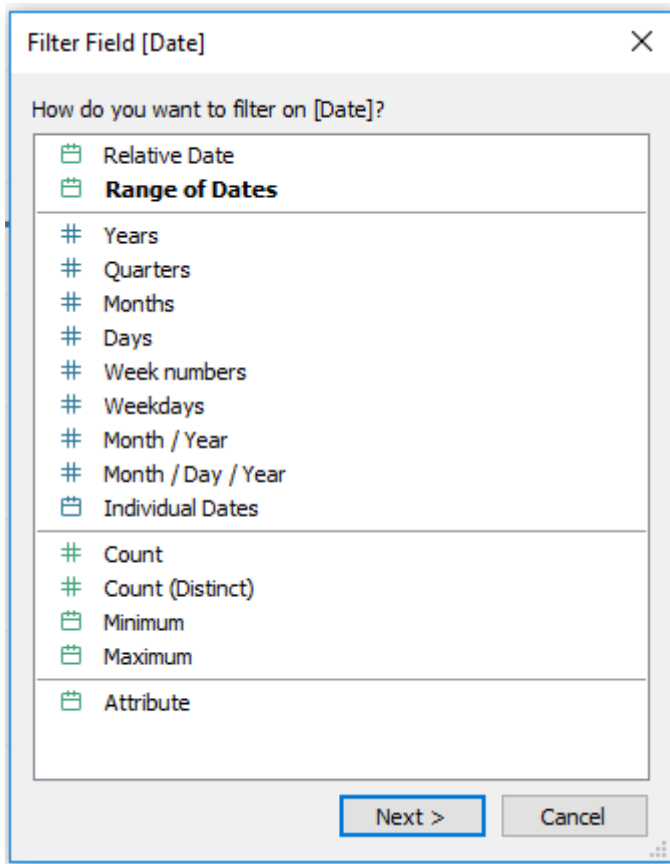 Filter Field [Date]
How do you want to filter on [Date]?
Relative Date
Range of Dates
Years
Quarters
Months
Days
Week numbers
Weekdays
Month / Year
Month / Day / Year
Individual Dates
Count
Count (Distinct)
Minimum
Maximum
Attribute
Next > Cancel